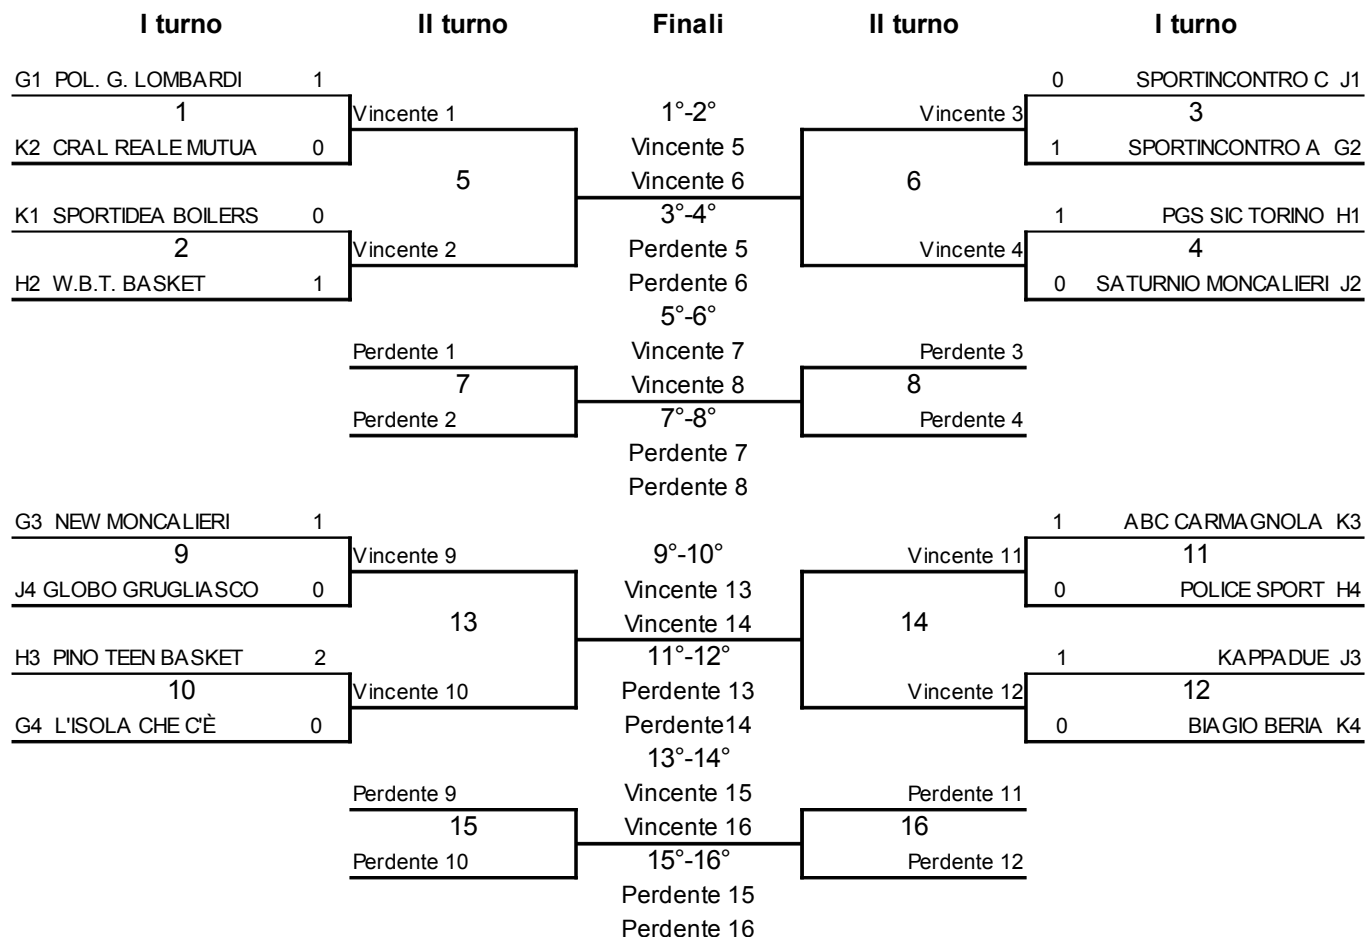 I turno II turno Finali II turno I turno
G1 POL. G. LOMBARDI 1 0 SPORTINCONTRO C J1
1 Vincente 1 1°-2° Vincente 3 3
K2 CRAL REALE MUTUA 0 Vincente 5 1 SPORTINCONTRO A G2
5 Vincente 6 6
K1 SPORTIDEA BOILERS 0 3°-4° 1 PGS SIC TORINO H1
2 Vincente 2 Perdente 5 Vincente 4 4
H2 W.B.T. BASKET 1 Perdente 6 0 SATURNIO MONCALIERI J2
5°-6°
Perdente 1 Vincente 7 Perdente 3
7 Vincente 8 8
Perdente 2 7°-8° Perdente 4
Perdente 7
Perdente 8
G3 NEW MONCALIERI 1 1 ABC CARMAGNOLA K3
9 Vincente 9 9°-10° Vincente 11 11
J4 GLOBO GRUGLIASCO 0 Vincente 13 0 POLICE SPORT H4
13 Vincente 14 14
H3 PINO TEEN BASKET 2 11°-12° 1 KAPPADUE J3
10 Vincente 10 Perdente 13 Vincente 12 12
G4 L'ISOLA CHE C'È 0 Perdente14 0 BIAGIO BERIA K4
13°-14°
Perdente 9 Vincente 15 Perdente 11
15 Vincente 16 16
Perdente 10 15°-16° Perdente 12
Perdente 15
Perdente 16